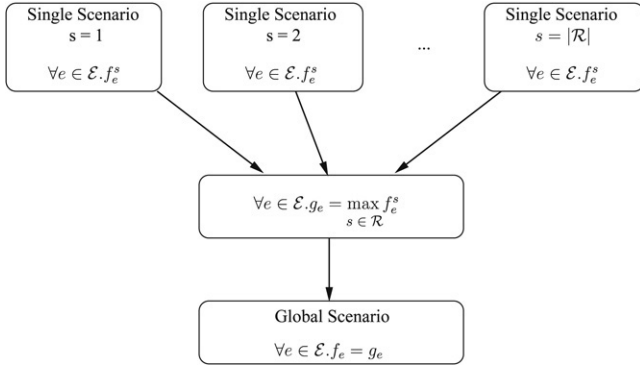 Single Scenario
s = 1
∀e ∈ ℰ.f_e^s
Single Scenario
s = 2
∀e ∈ ℰ.f_e^s
...
Single Scenario
s = |ℛ|
∀e ∈ ℰ.f_e^s
∀e ∈ ℰ.g_e = max f_e^s
s ∈ ℛ
Global Scenario
∀e ∈ ℰ.f_e = g_e